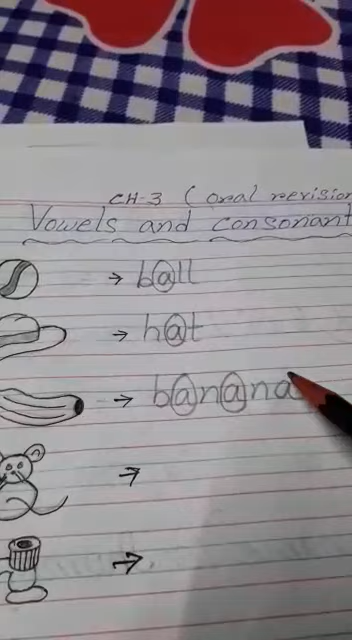 CH-3 (oral revision
Vowels and consonant
→ ball
→ hat
→ banana
→
→